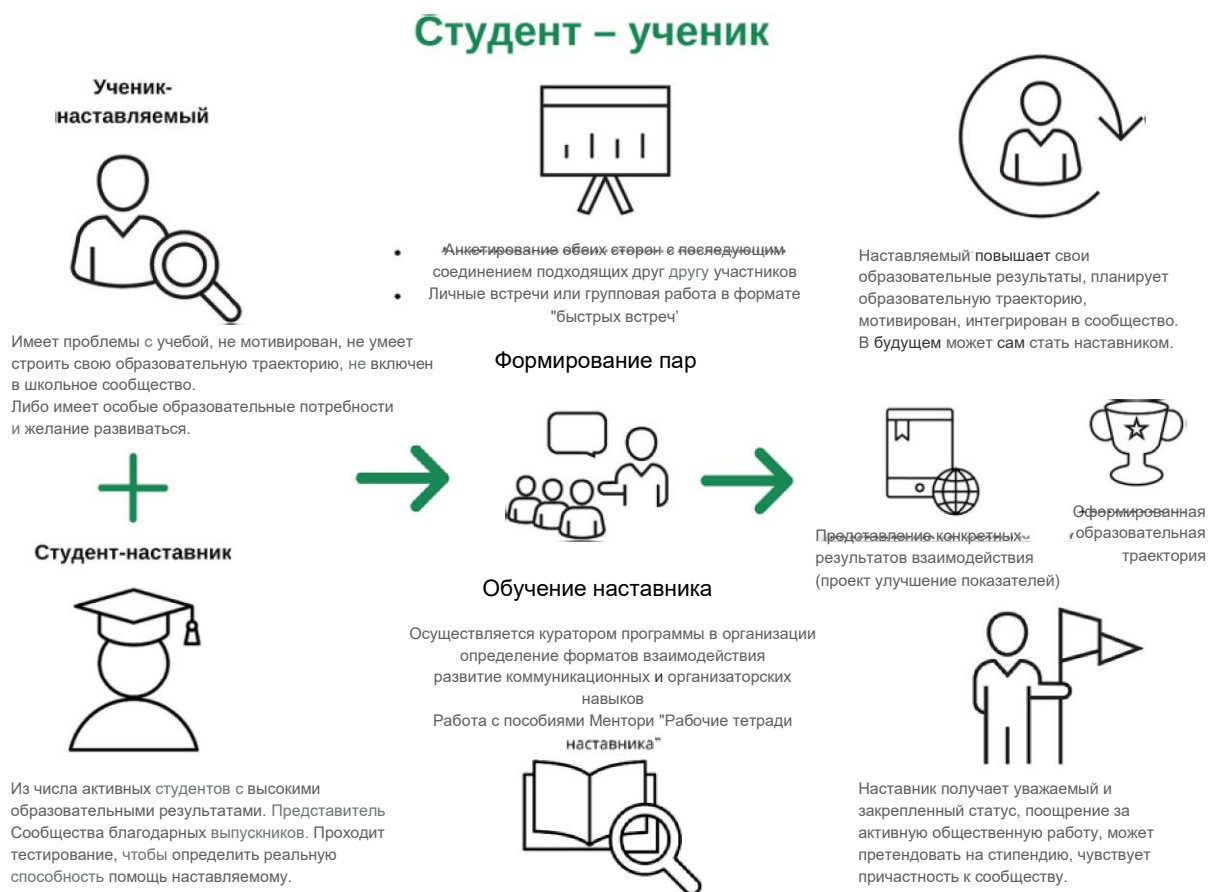 Студент – ученик
Ученик-
наставляемый
Имеет проблемы с учебой, не мотивирован, не умеет
строить свою образовательную траекторию, не включен
в школьное сообщество.
Либо имеет особые образовательные потребности
и желание развиваться.
Студент-наставник
Из числа активных студентов с высокими
образовательными результатами. Представитель
Сообщества благодарных выпускников. Проходит
тестирование, чтобы определить реальную
способность помощь наставляемому.
• Анкетирование обеих сторон с последующим
соединением подходящих друг другу участников
• Личные встречи или групповая работа в формате
"быстрых встреч'
Формирование пар
Обучение наставника
Осуществляется куратором программы в организации
определение форматов взаимодействия
развитие коммуникационных и организаторских
навыков
Работа с пособиями Ментори "Рабочие тетради
наставника"
Наставляемый повышает свои
образовательные результаты, планирует
образовательную траекторию,
мотивирован, интегрирован в сообщество.
В будущем может сам стать наставником.
Представление конкретных
результатов взаимодействия
(проект улучшение показателей)
Сформированная
образовательная
траектория
Наставник получает уважаемый и
закрепленный статус, поощрение за
активную общественную работу, может
претендовать на стипендию, чувствует
причастность к сообществу.